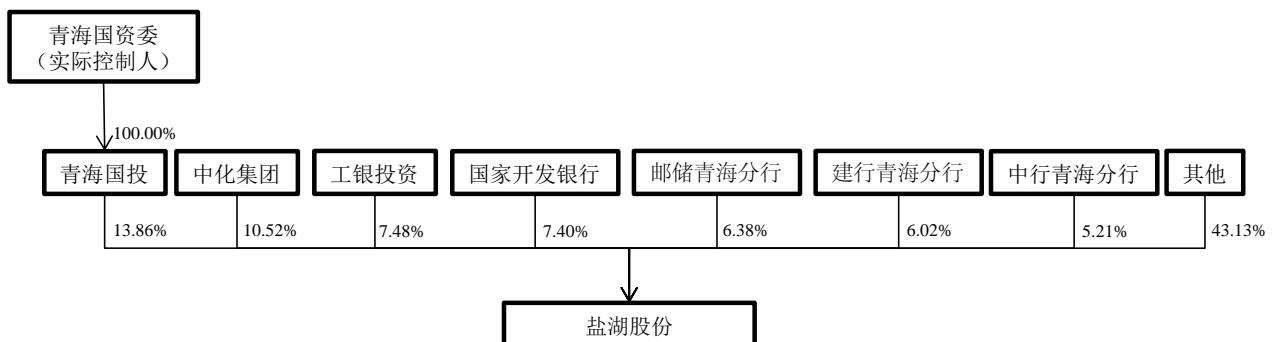 青海国资委
（实际控制人）
100.00%
青海国投
中化集团
工银投资
国家开发银行
邮储青海分行
建行青海分行
中行青海分行
其他
13.86%
10.52%
7.48%
7.40%
6.38%
6.02%
5.21%
43.13%
盐湖股份